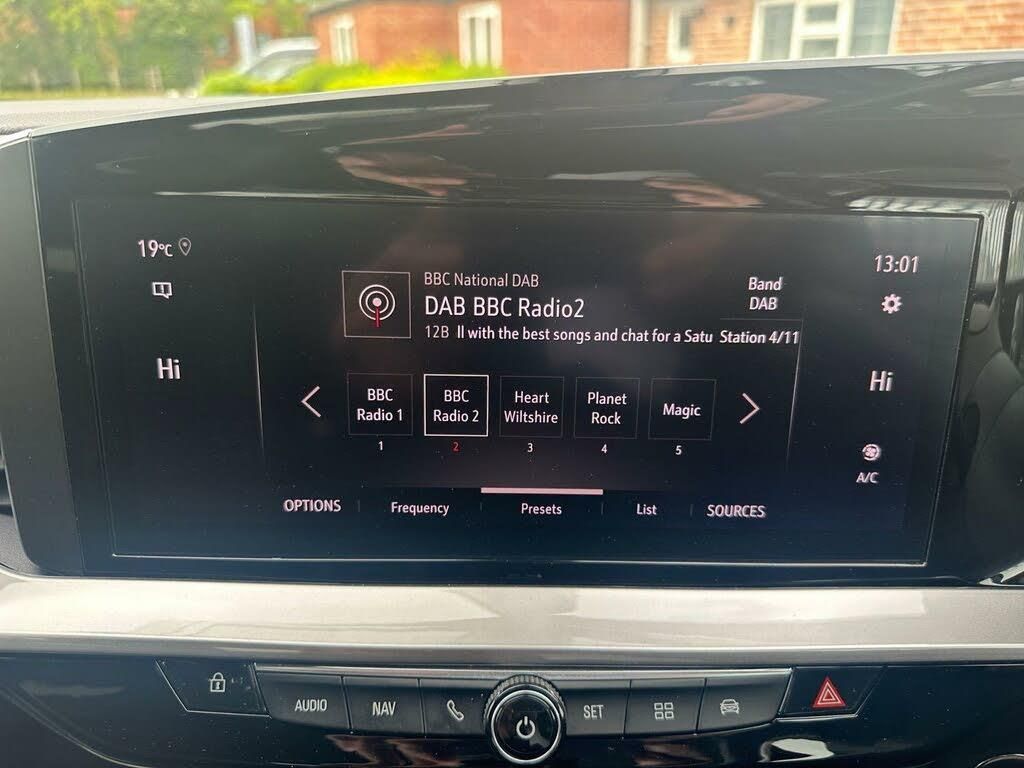 19°C
13:01
BBC National DAB
DAB BBC Radio2
12B ll with the best songs and chat for a Satu
Band
DAB
Station 4/11
Hi
Hi
BBC
Radio 1
BBC
Radio 2
Heart
Wiltshire
Planet
Rock
Magic
1
2
3
4
5
A/C
OPTIONS
Frequency
Presets
List
SOURCES
AUDIO
NAV
SET